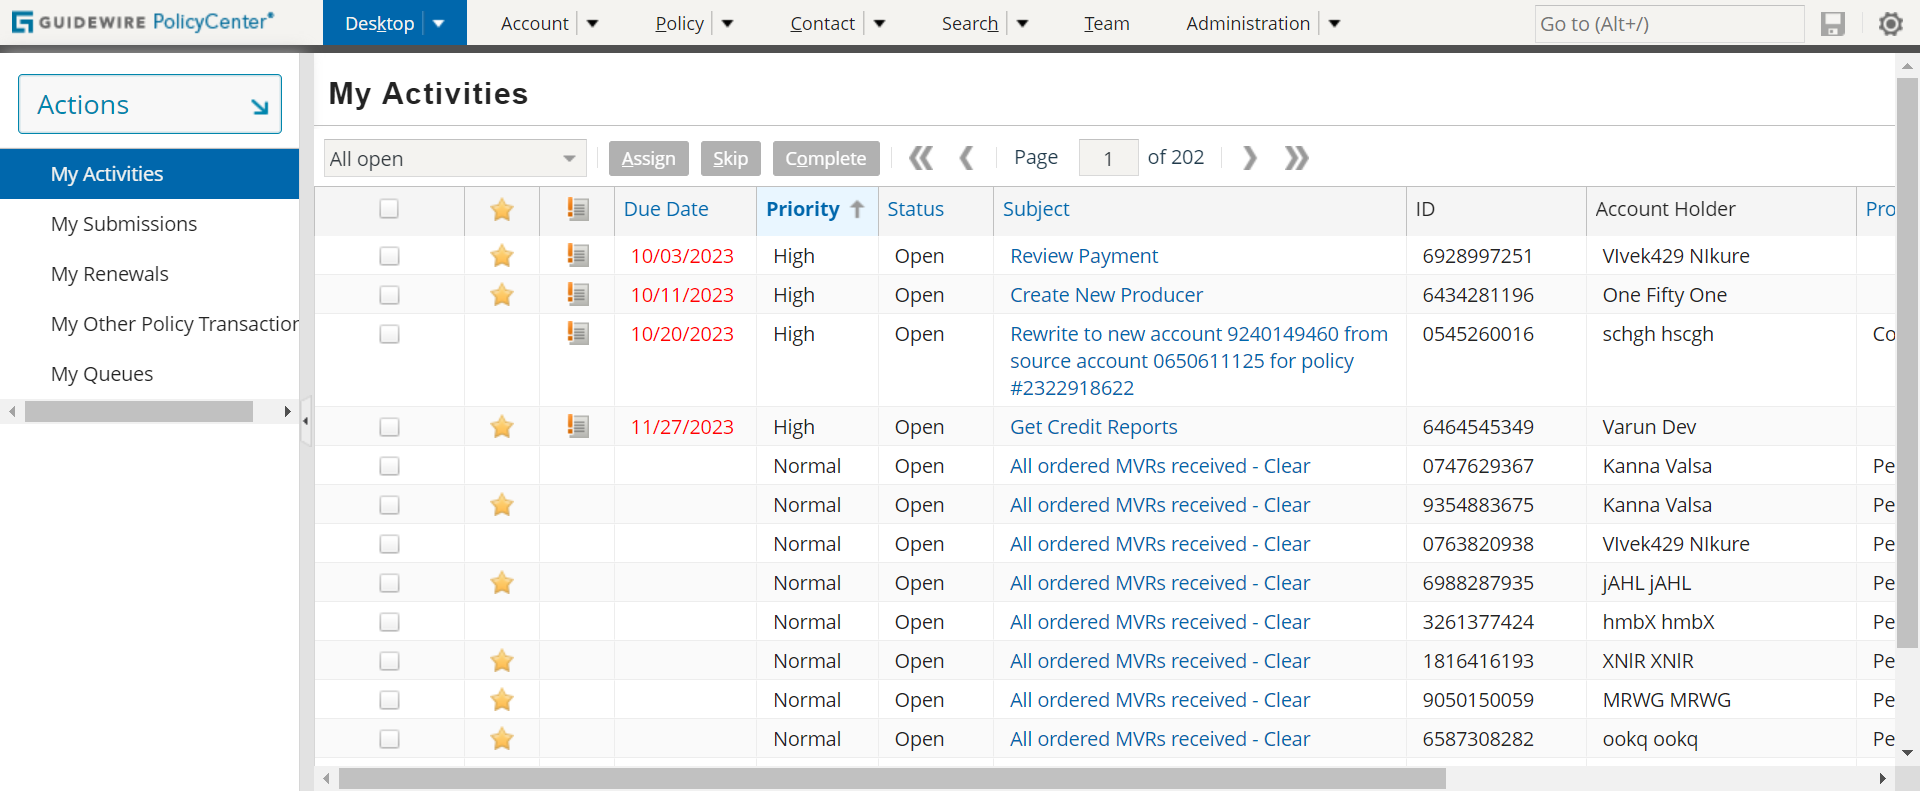 GUIDEWIRE PolicyCenter® Desktop Account Policy Contact Search Team Administration Go to (Alt+/)
Actions
My Activities
My Submissions
My Renewals
My Other Policy Transaction
My Queues
My Activities
All open Assign Skip Complete Page 1 of 202
Due Date Priority Status Subject ID Account Holder Pro
10/03/2023 High Open Review Payment 6928997251 VIvek429 NIkure
10/11/2023 High Open Create New Producer 6434281196 One Fifty One
10/20/2023 High Open Rewrite to new account 9240149460 from 0545260016 schgh hscgh Co
source account 0650611125 for policy
#2322918622
11/27/2023 High Open Get Credit Reports 6464545349 Varun Dev
Normal Open All ordered MVRs received - Clear 0747629367 Kanna Valsa Pe
Normal Open All ordered MVRs received - Clear 9354883675 Kanna Valsa Pe
Normal Open All ordered MVRs received - Clear 0763820938 VIvek429 NIkure Pe
Normal Open All ordered MVRs received - Clear 6988287935 jAHL jAHL Pe
Normal Open All ordered MVRs received - Clear 3261377424 hmbX hmbX Pe
Normal Open All ordered MVRs received - Clear 1816416193 XNlR XNlR Pe
Normal Open All ordered MVRs received - Clear 9050150059 MRWG MRWG Pe
Normal Open All ordered MVRs received - Clear 6587308282 ookq ookq Pe